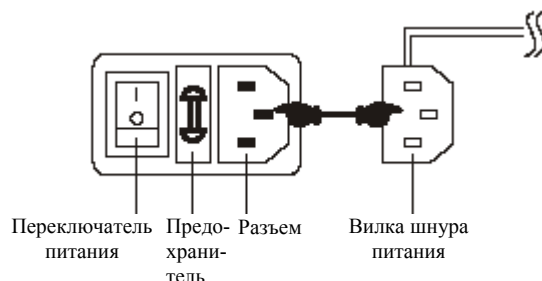 Переключатель питания
Предо-
храни-
тель
Разъем
Вилка шнура
питания